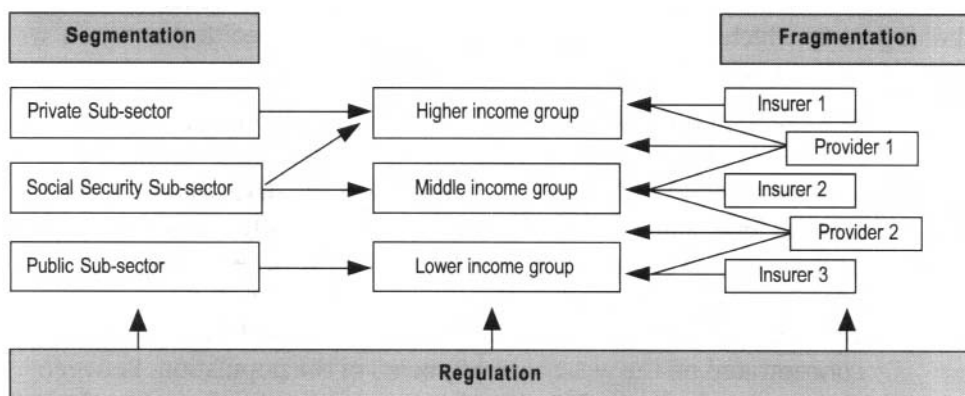 Segmentation
Fragmentation
Private Sub-sector
Higher income group
Insurer 1
Provider 1
Social Security Sub-sector
Middle income group
Insurer 2
Provider 2
Public Sub-sector
Lower income group
Insurer 3
Regulation